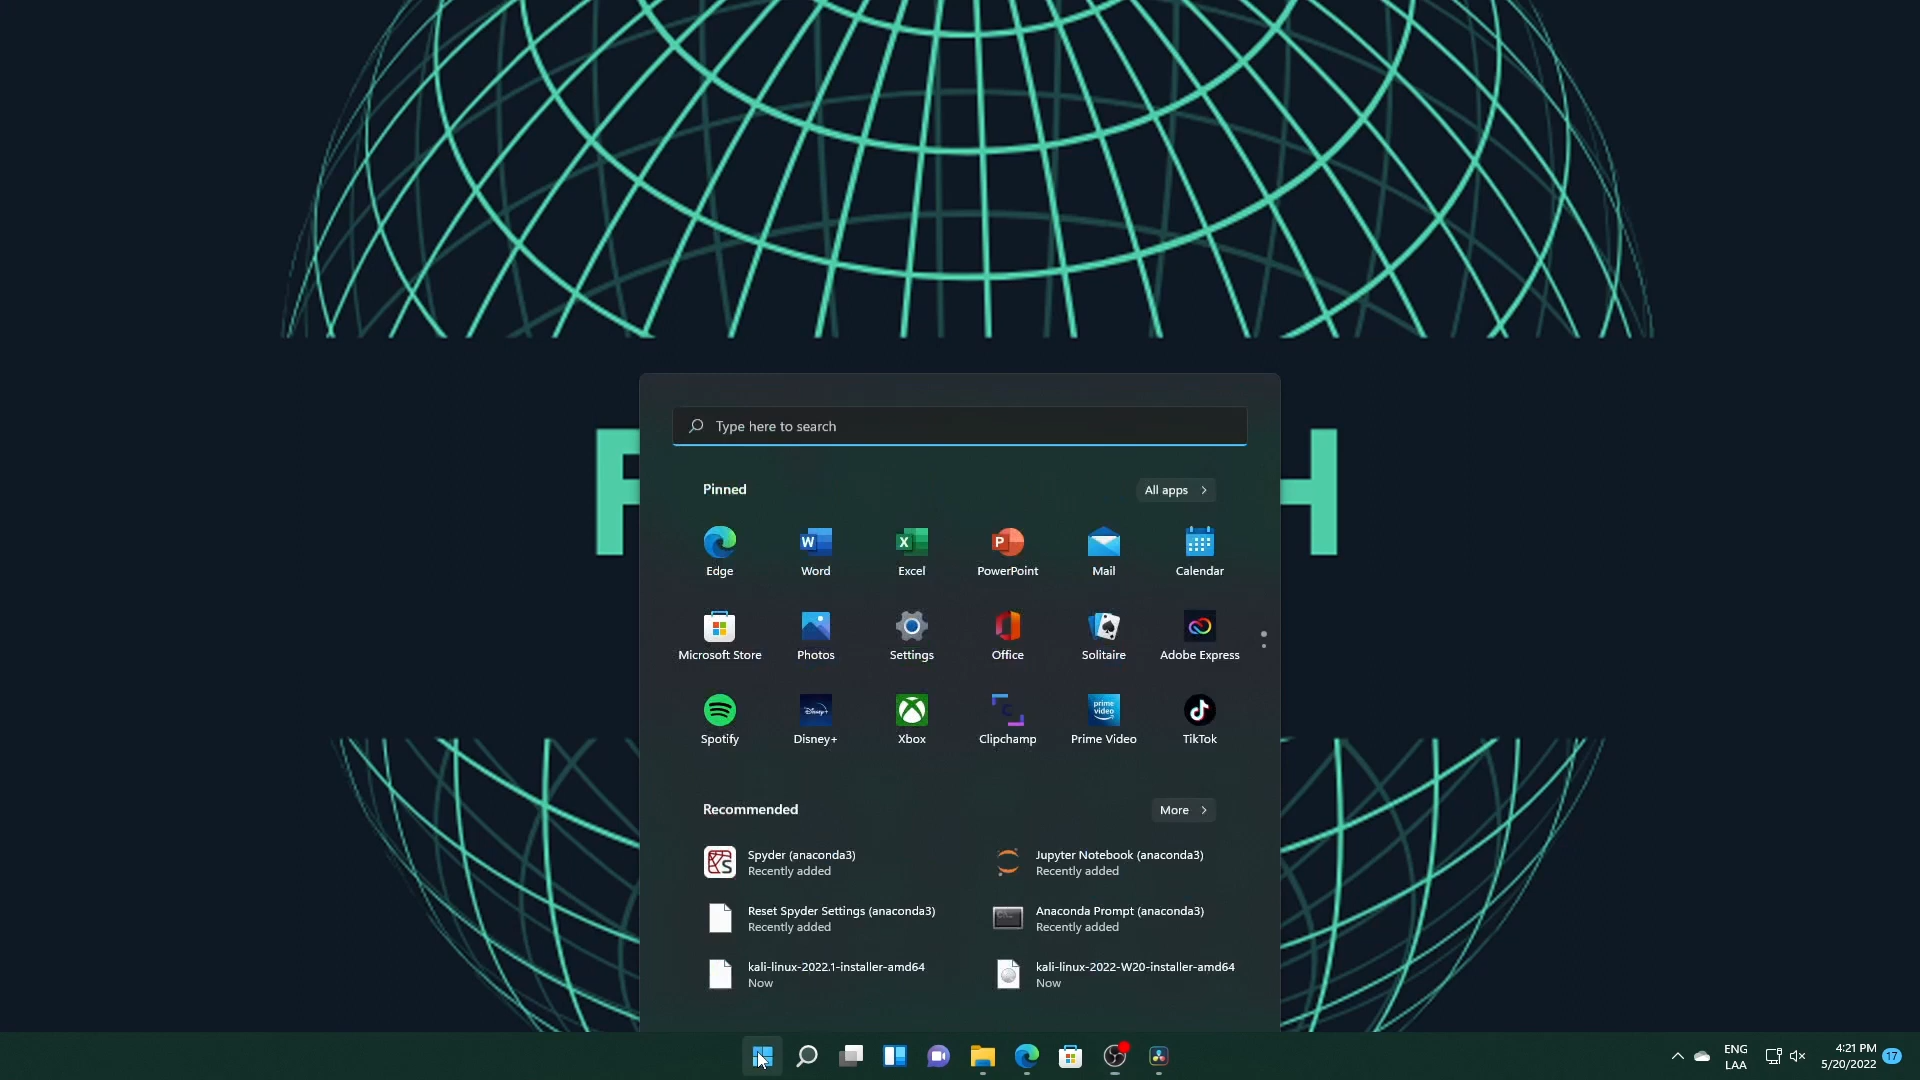 Type here to search
Pinned
All apps
Edge
Word
Excel
PowerPoint
Mail
Calendar
Microsoft Store
Photos
Settings
Office
Solitaire
Adobe Express
Disney+
prime video
Spotify
Disney+
Xbox
Clipchamp
Prime Video
TikTok
Recommended
More
Spyder (anaconda3)
Recently added
Jupyter Notebook (anaconda3)
Recently added
Reset Spyder Settings (anaconda3)
Recently added
Anaconda Prompt (anaconda3)
Recently added
kali-linux-2022.1-installer-amd64
Now
kali-linux-2022-W20-installer-amd64
Now
ENG
LAA
4:21 PM
5/20/2022
17